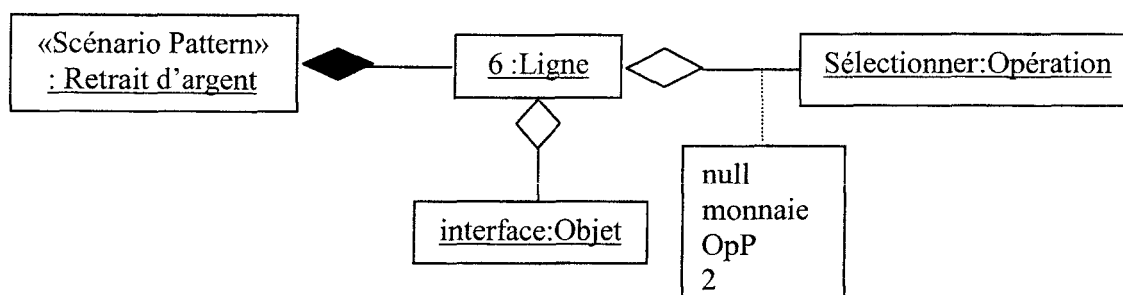 «Scénario Pattern»
: Retrait d'argent
6 :Ligne
Sélectionner:Opération
interface:Objet
null
monnaie
OpP
2